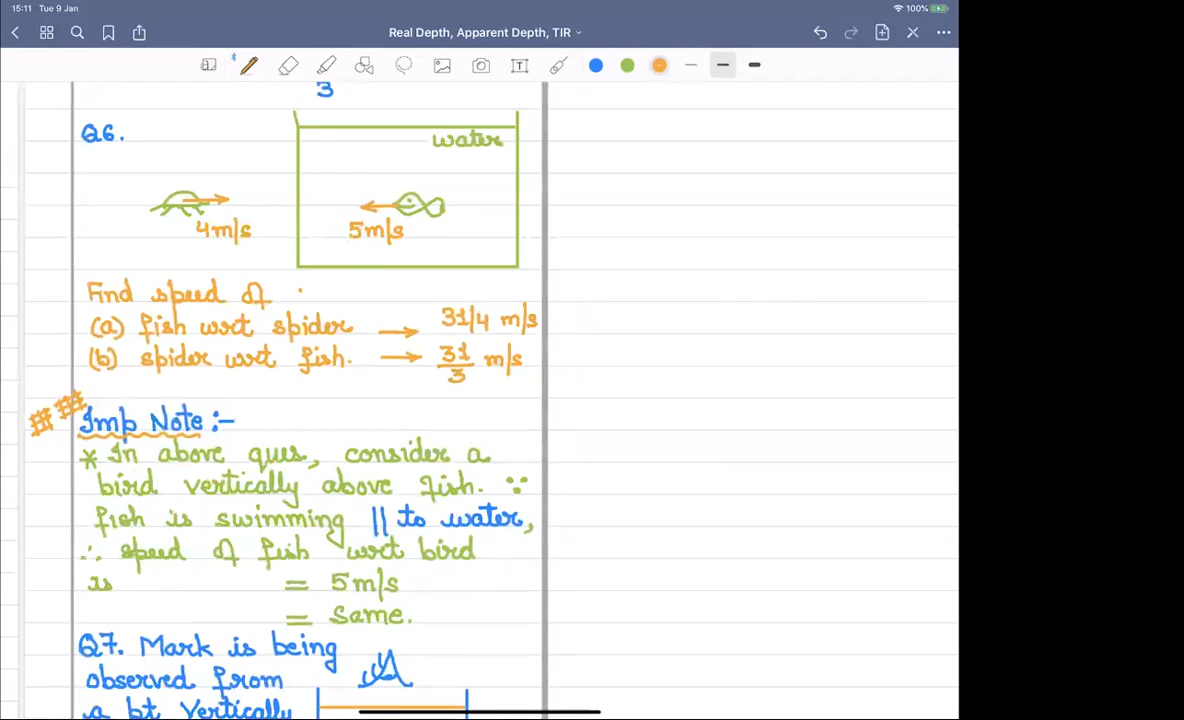 15:11 Tue 9 Jan
100%
Real Depth, Apparent Depth, TIR
3
Q6.
water
4m/s
5m/s
Find speed of
(a) fish wrt spider → 31/4 m/s
(b) spider wrt fish. → 31/3 m/s
Imp Note :-
* In above ques, consider a
bird vertically above fish. ∵
fish is swimming || to water,
∴ speed of fish wrt bird
is = 5m/s
= Same.
Q7. Mark is being
observed from
a pt vertically